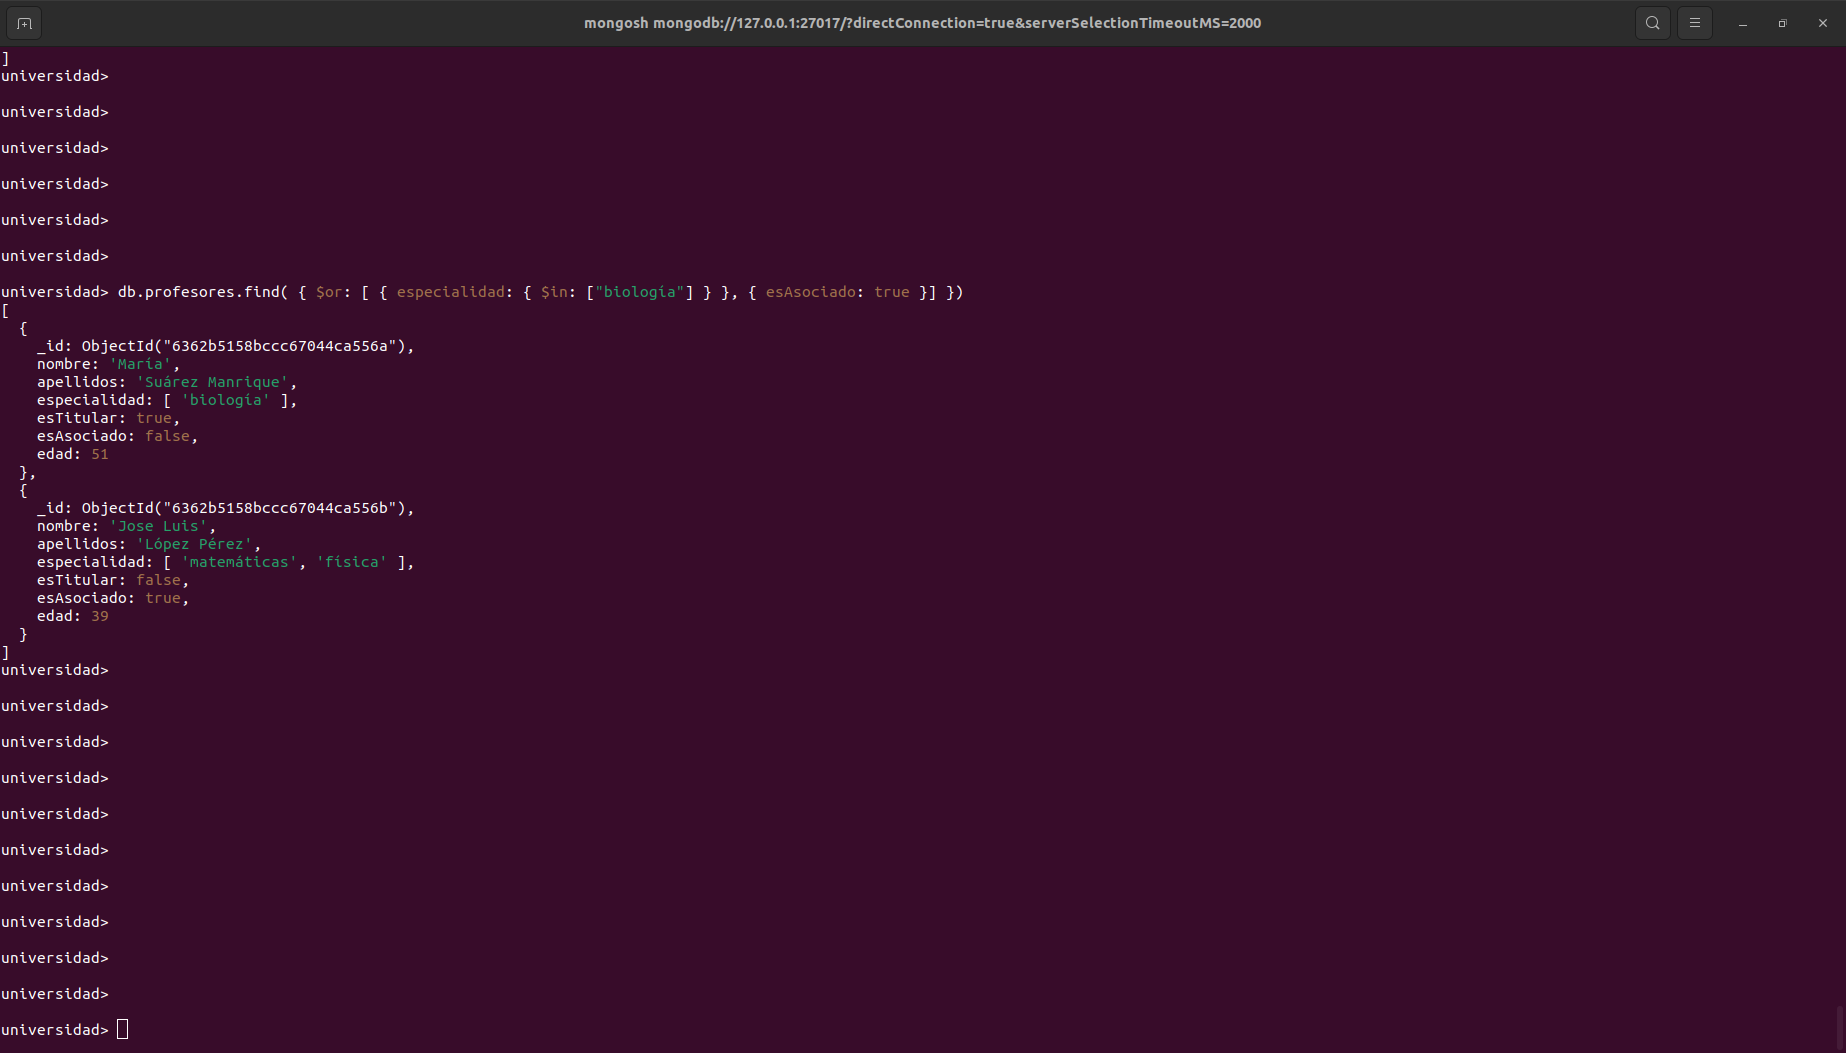 mongosh mongodb://127.0.0.1:27017/?directConnection=true&serverSelectionTimeoutMS=2000
]
universidad>
universidad>
universidad>
universidad>
universidad>
universidad>
universidad> db.profesores.find( { $or: [ { especialidad: { $in: ["biología"] } }, { esAsociado: true }] })
[
  {
    _id: ObjectId("6362b5158bccc67044ca556a"),
    nombre: 'María',
    apellidos: 'Suárez Manrique',
    especialidad: [ 'biología' ],
    esTitular: true,
    esAsociado: false,
    edad: 51
  },
  {
    _id: ObjectId("6362b5158bccc67044ca556b"),
    nombre: 'Jose Luis',
    apellidos: 'López Pérez',
    especialidad: [ 'matemáticas', 'física' ],
    esTitular: false,
    esAsociado: true,
    edad: 39
  }
]
universidad>
universidad>
universidad>
universidad>
universidad>
universidad>
universidad>
universidad>
universidad>
universidad>
universidad>